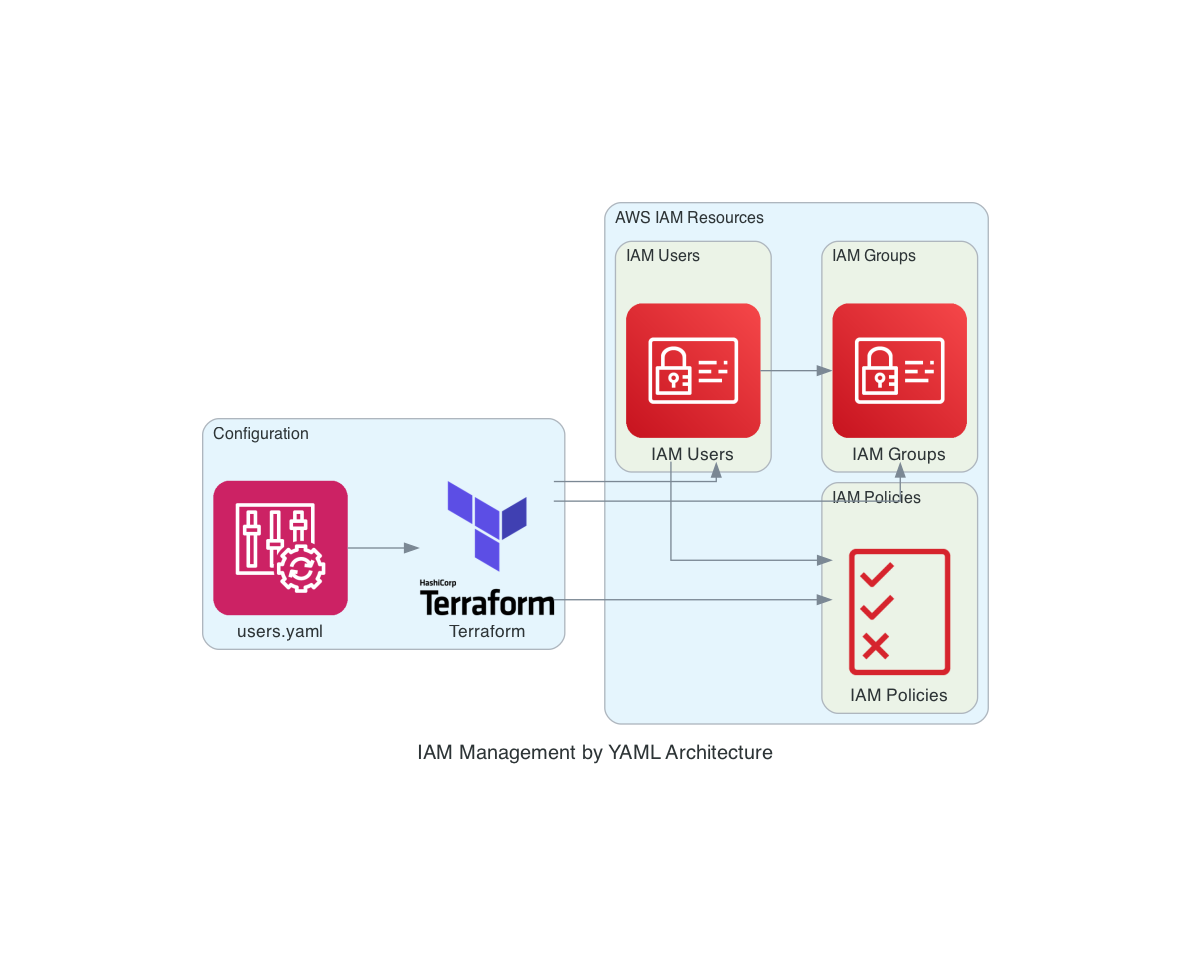 AWS IAM Resources
IAM Users
IAM Groups
IAM Users
IAM Groups
Configuration
IAM Policies
HashiCorp
Terraform
users.yaml
Terraform
IAM Policies
IAM Management by YAML Architecture